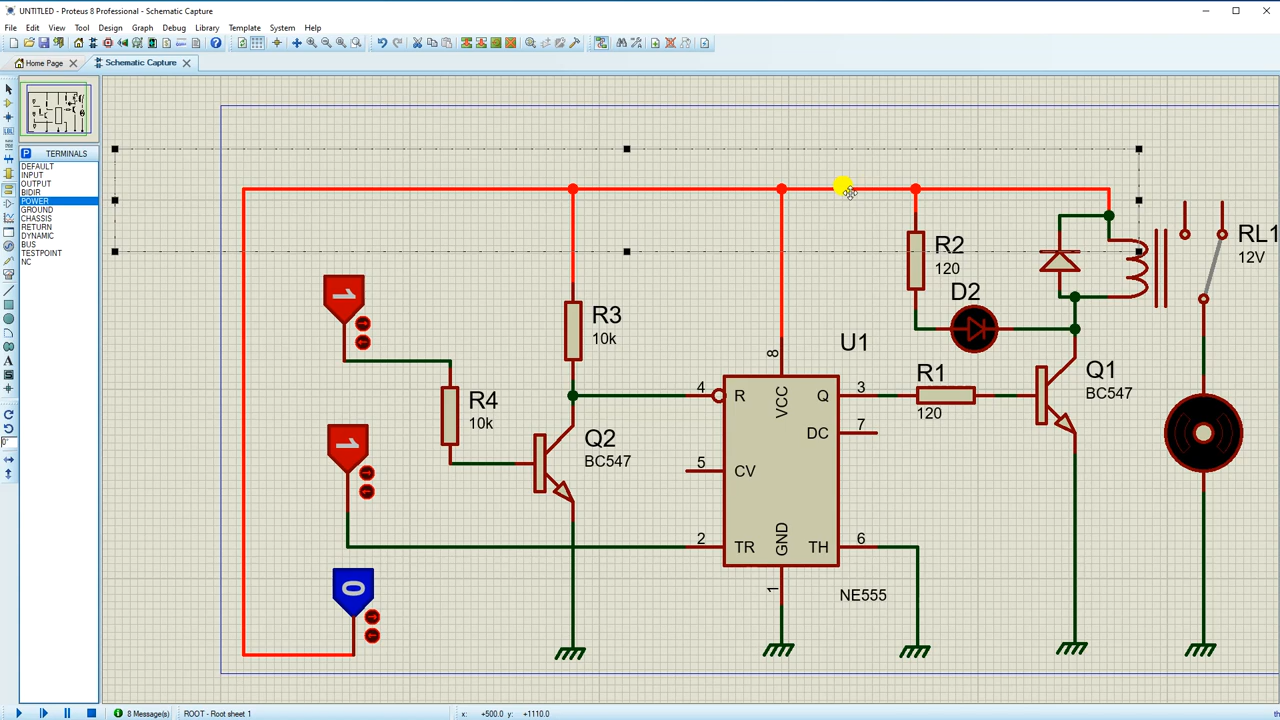 UNTITLED - Proteus 8 Professional - Schematic Capture
File Edit View Tool Design Graph Debug Library Template System Help
Home Page
Schematic Capture
P TERMINALS
DEFAULT
INPUT
OUTPUT
BIDIR
POWER
GROUND
CHASSIS
RETURN
DYNAMIC
BUS
TESTPOINT
NC
0°
1
1
0
R4
10k
R3
10k
Q2
BC547
U1
8
VCC
4
R
Q
3
DC
7
5
CV
2
TR
GND
TH
6
1
NE555
R1
120
R2
120
D2
Q1
BC547
RL1
12V
8 Message(s)
ROOT - Root sheet 1
x: +500.0 y: +1110.0
th